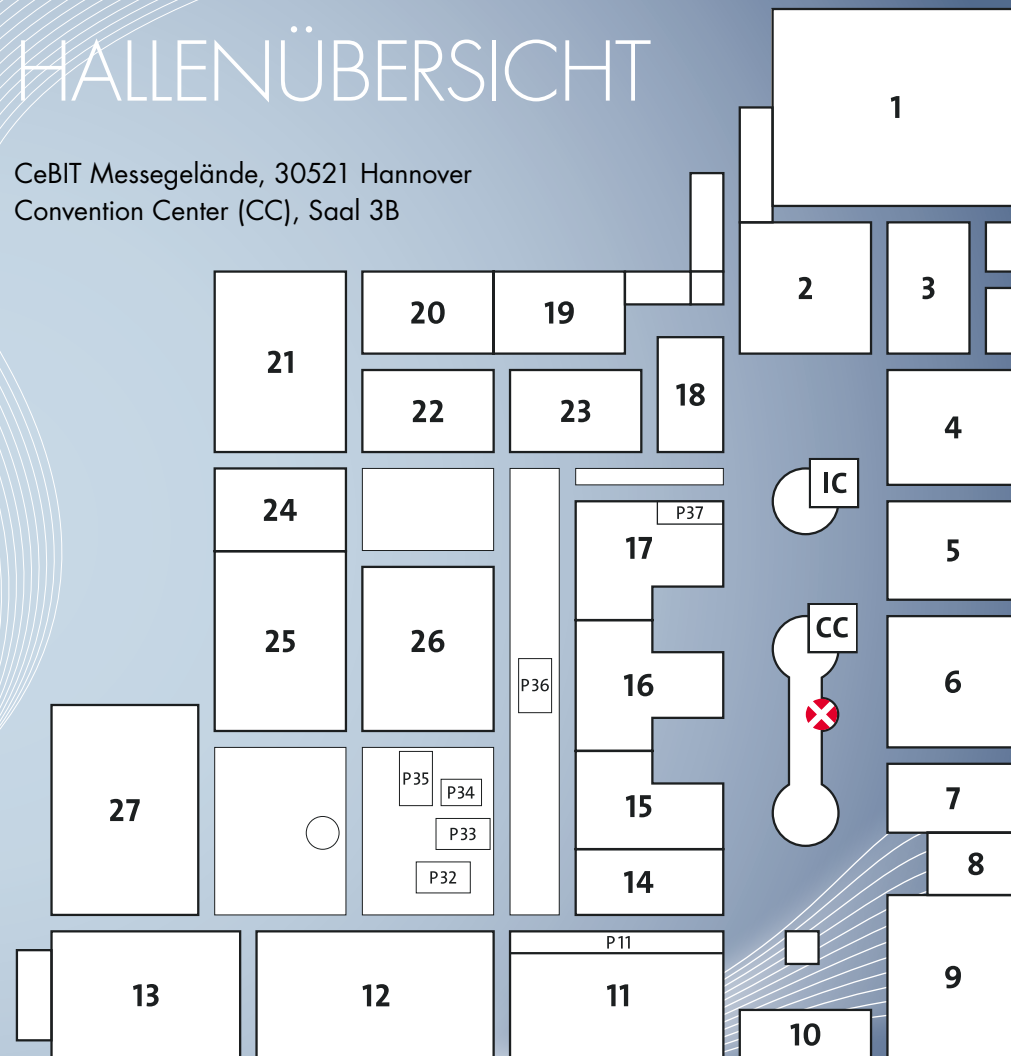 HALLENÜBERSICHT
CeBIT Messegelände, 30521 Hannover
Convention Center (CC), Saal 3B
1
2
3
20
19
21
18
22
23
4
IC
24
P37
17
5
CC
25
26
16
P36
6
P35
P34
27
15
7
P33
8
P32
14
P11
13
12
11
9
10